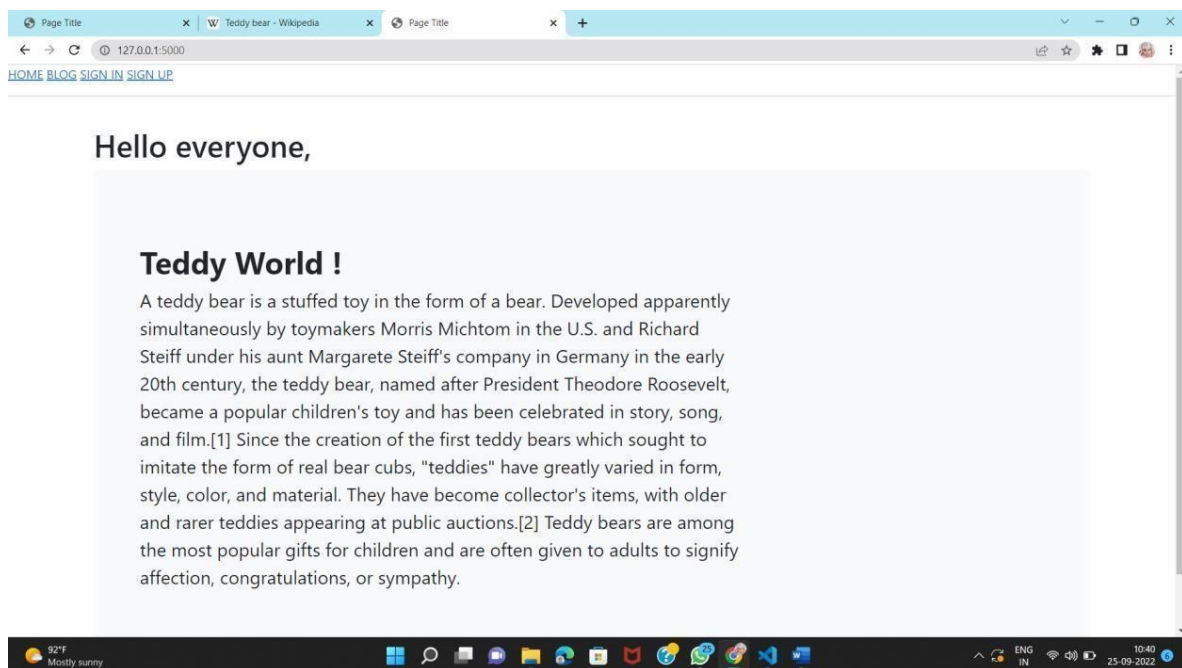 Page Title
W Teddy bear - Wikipedia
Page Title
127.0.0.1:5000
HOME BLOG SIGN IN SIGN UP
Hello everyone,
Teddy World !
A teddy bear is a stuffed toy in the form of a bear. Developed apparently
simultaneously by toymakers Morris Michtom in the U.S. and Richard
Steiff under his aunt Margarete Steiff's company in Germany in the early
20th century, the teddy bear, named after President Theodore Roosevelt,
became a popular children's toy and has been celebrated in story, song,
and film.[1] Since the creation of the first teddy bears which sought to
imitate the form of real bear cubs, "teddies" have greatly varied in form,
style, color, and material. They have become collector's items, with older
and rarer teddies appearing at public auctions.[2] Teddy bears are among
the most popular gifts for children and are often given to adults to signify
affection, congratulations, or sympathy.
92°F
Mostly sunny
25
ENG
IN
10:40
25-09-2022
6